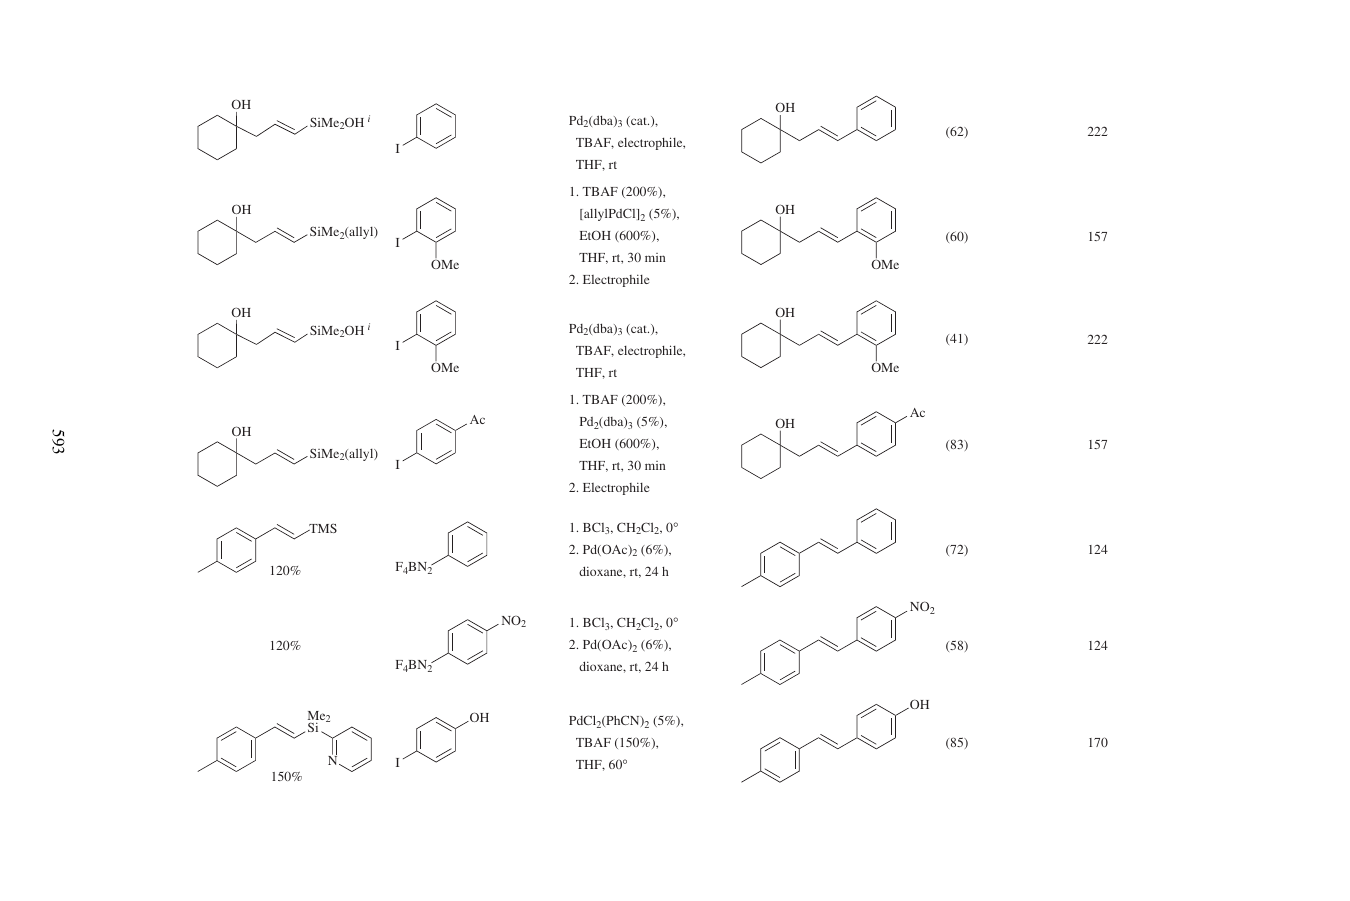 OH
SiMe2OH i
I
Pd2(dba)3 (cat.),
TBAF, electrophile,
THF, rt
OH
(62)
222
OH
SiMe2(allyl)
I
OMe
1. TBAF (200%),
[allylPdCl]2 (5%),
EtOH (600%),
THF, rt, 30 min
2. Electrophile
OH
OMe
(60)
157
OH
SiMe2OH i
I
OMe
Pd2(dba)3 (cat.),
TBAF, electrophile,
THF, rt
OH
OMe
(41)
222
OH
SiMe2(allyl)
I
Ac
1. TBAF (200%),
Pd2(dba)3 (5%),
EtOH (600%),
THF, rt, 30 min
2. Electrophile
OH
Ac
(83)
157
593
TMS
120%
F4BN2
1. BCl3, CH2Cl2, 0°
2. Pd(OAc)2 (6%),
dioxane, rt, 24 h
(72)
124
120%
NO2
F4BN2
1. BCl3, CH2Cl2, 0°
2. Pd(OAc)2 (6%),
dioxane, rt, 24 h
NO2
(58)
124
Me2
Si
N
150%
OH
I
PdCl2(PhCN)2 (5%),
TBAF (150%),
THF, 60°
OH
(85)
170